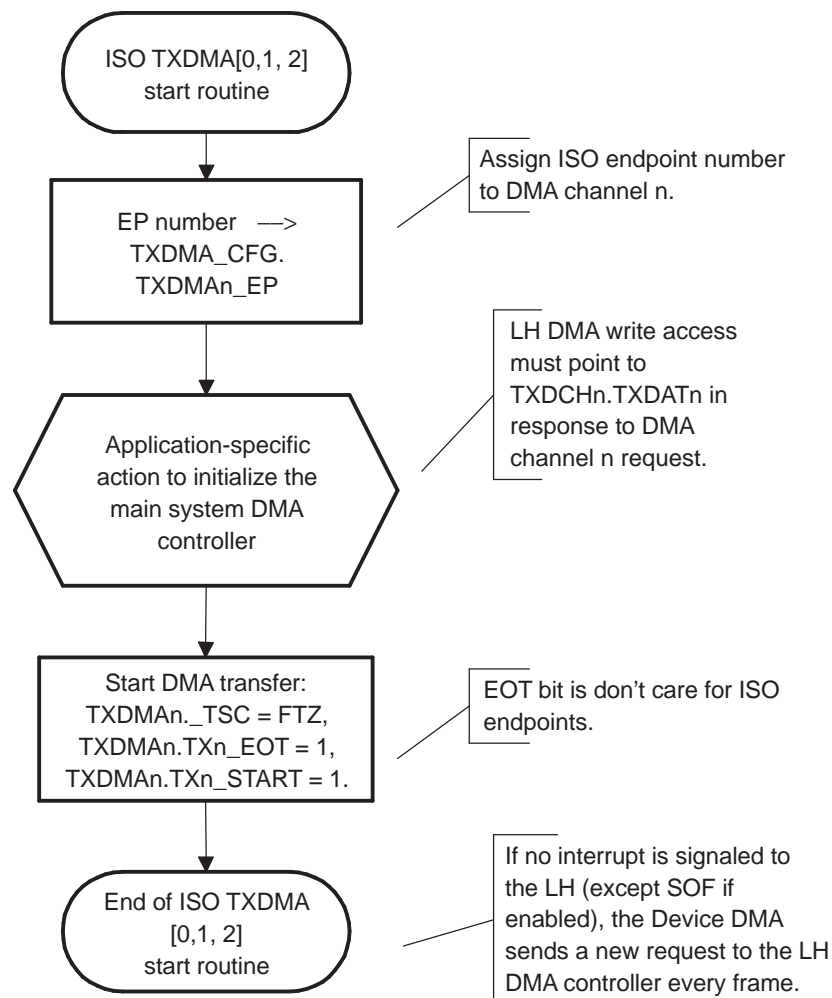 ISO TXDMA[0,1, 2]
start routine
Assign ISO endpoint number
to DMA channel n.
EP number —>
TXDMA_CFG.
TXDMAn_EP
LH DMA write access
must point to
TXDCHn.TXDATn in
response to DMA
channel n request.
Application-specific
action to initialize the
main system DMA
controller
Start DMA transfer:
TXDMAn._TSC = FTZ,
TXDMAn.TXn_EOT = 1,
TXDMAn.TXn_START = 1.
EOT bit is don't care for ISO
endpoints.
End of ISO TXDMA
[0,1, 2]
start routine
If no interrupt is signaled to
the LH (except SOF if
enabled), the Device DMA
sends a new request to the LH
DMA controller every frame.